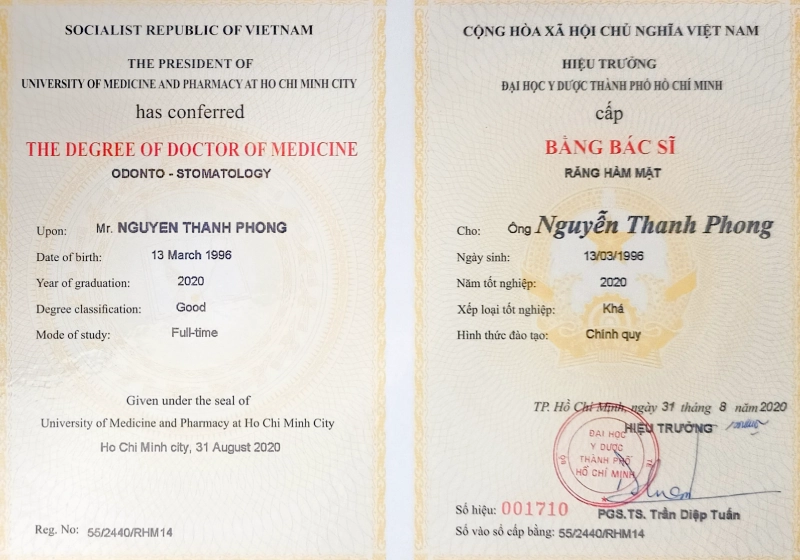 SOCIALIST REPUBLIC OF VIETNAM
THE PRESIDENT OF
UNIVERSITY OF MEDICINE AND PHARMACY AT HO CHI MINH CITY
has conferred
THE DEGREE OF DOCTOR OF MEDICINE
ODONTO - STOMATOLOGY
Upon: Mr. NGUYEN THANH PHONG
Date of birth: 13 March 1996
Year of graduation: 2020
Degree classification: Good
Mode of study: Full-time
Given under the seal of
University of Medicine and Pharmacy at Ho Chi Minh City
Ho Chi Minh city, 31 August 2020
Reg. No: 55/2440/RHM14
CỘNG HÒA XÃ HỘI CHỦ NGHĨA VIỆT NAM
HIỆU TRƯỞNG
ĐẠI HỌC Y DƯỢC THÀNH PHỐ HỒ CHÍ MINH
cấp
BẰNG BÁC SĨ
RĂNG HÀM MẶT
Cho: Ông Nguyễn Thanh Phong
Ngày sinh: 13/03/1996
Năm tốt nghiệp: 2020
Xếp loại tốt nghiệp: Khá
Hình thức đào tạo: Chính quy
TP. Hồ Chí Minh, ngày 31 tháng 8 năm 2020
HIỆU TRƯỞNG
ĐẠI HỌC
Y DƯỢC
THÀNH PHỐ
HỒ CHÍ MINH
Số hiệu: 001710
PGS.TS. Trần Diệp Tuấn
Số vào sổ cấp bằng: 55/2440/RHM14